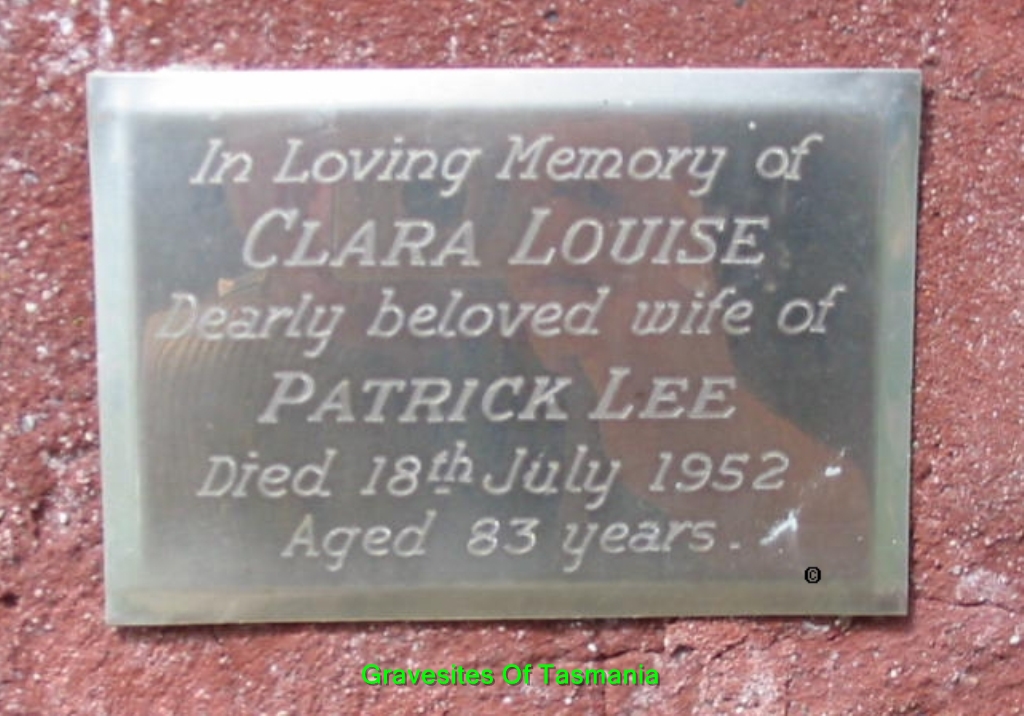 In Loving Memory of
CLARA LOUISE
Dearly beloved wife of
PATRICK LEE
Died 18th July 1952
Aged 83 years.
©
Gravesites Of Tasmania